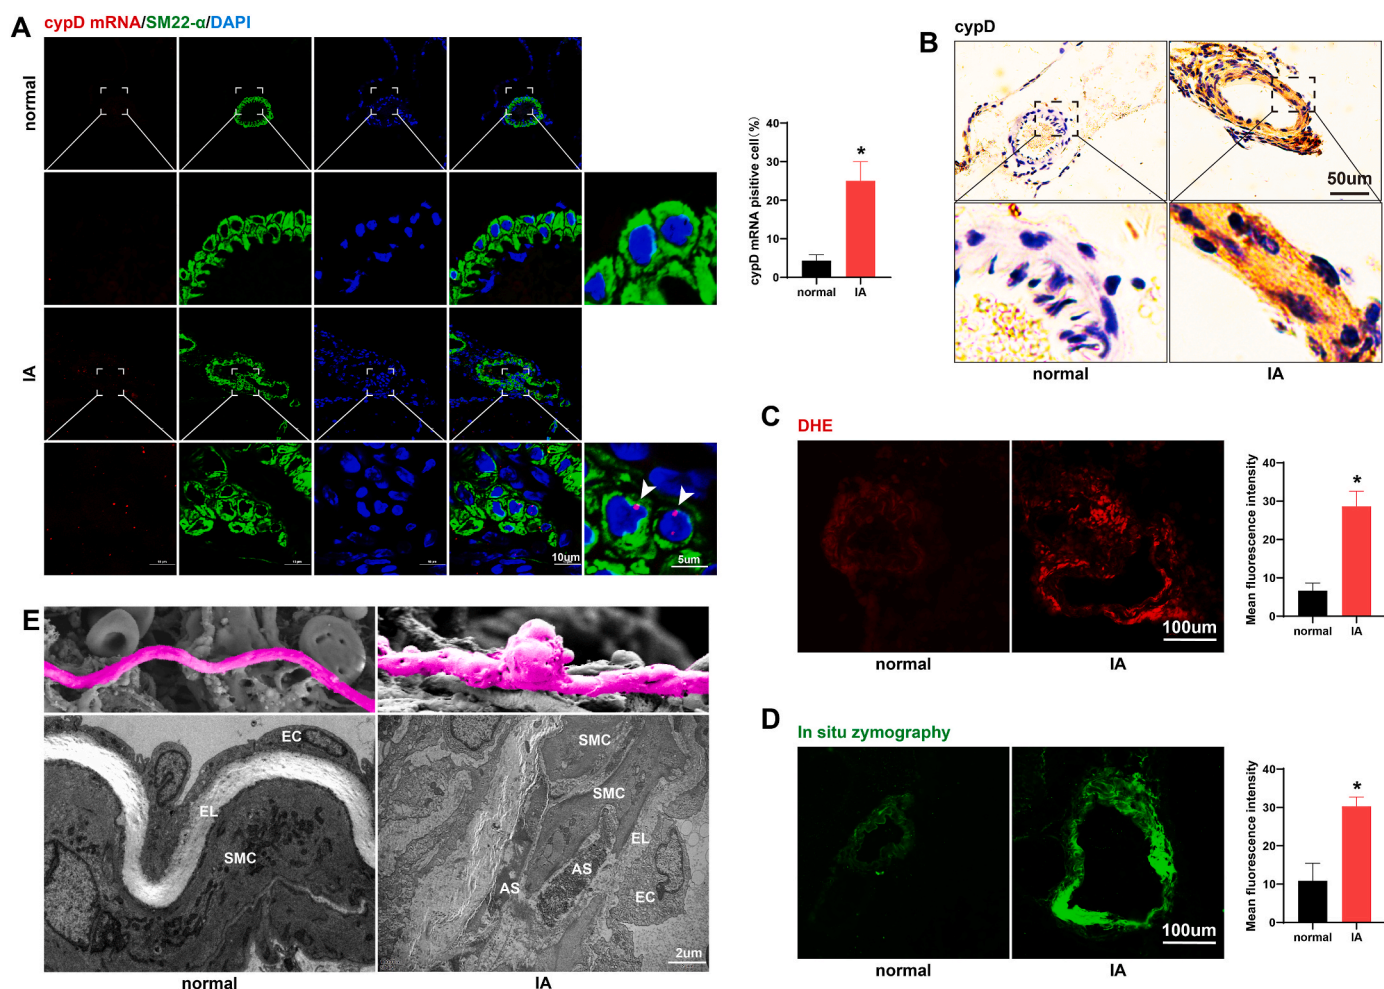 A
cypD mRNA/SM22-α/DAPI
normal
IA
10μm
5um
cypD mRNA pisitive cell(%)
40
30
20
10
0
*
normal
IA
B
cypD
50um
normal
IA
C
DHE
100um
normal
IA
Mean fluorescence intensity
40
30
20
10
0
*
normal
IA
D
In situ zymography
100um
normal
IA
Mean fluorescence intensity
40
30
20
10
0
*
normal
IA
E
EC
EL
SMC
SMC
SMC
EL
AS
AS
EC
2um
normal
IA